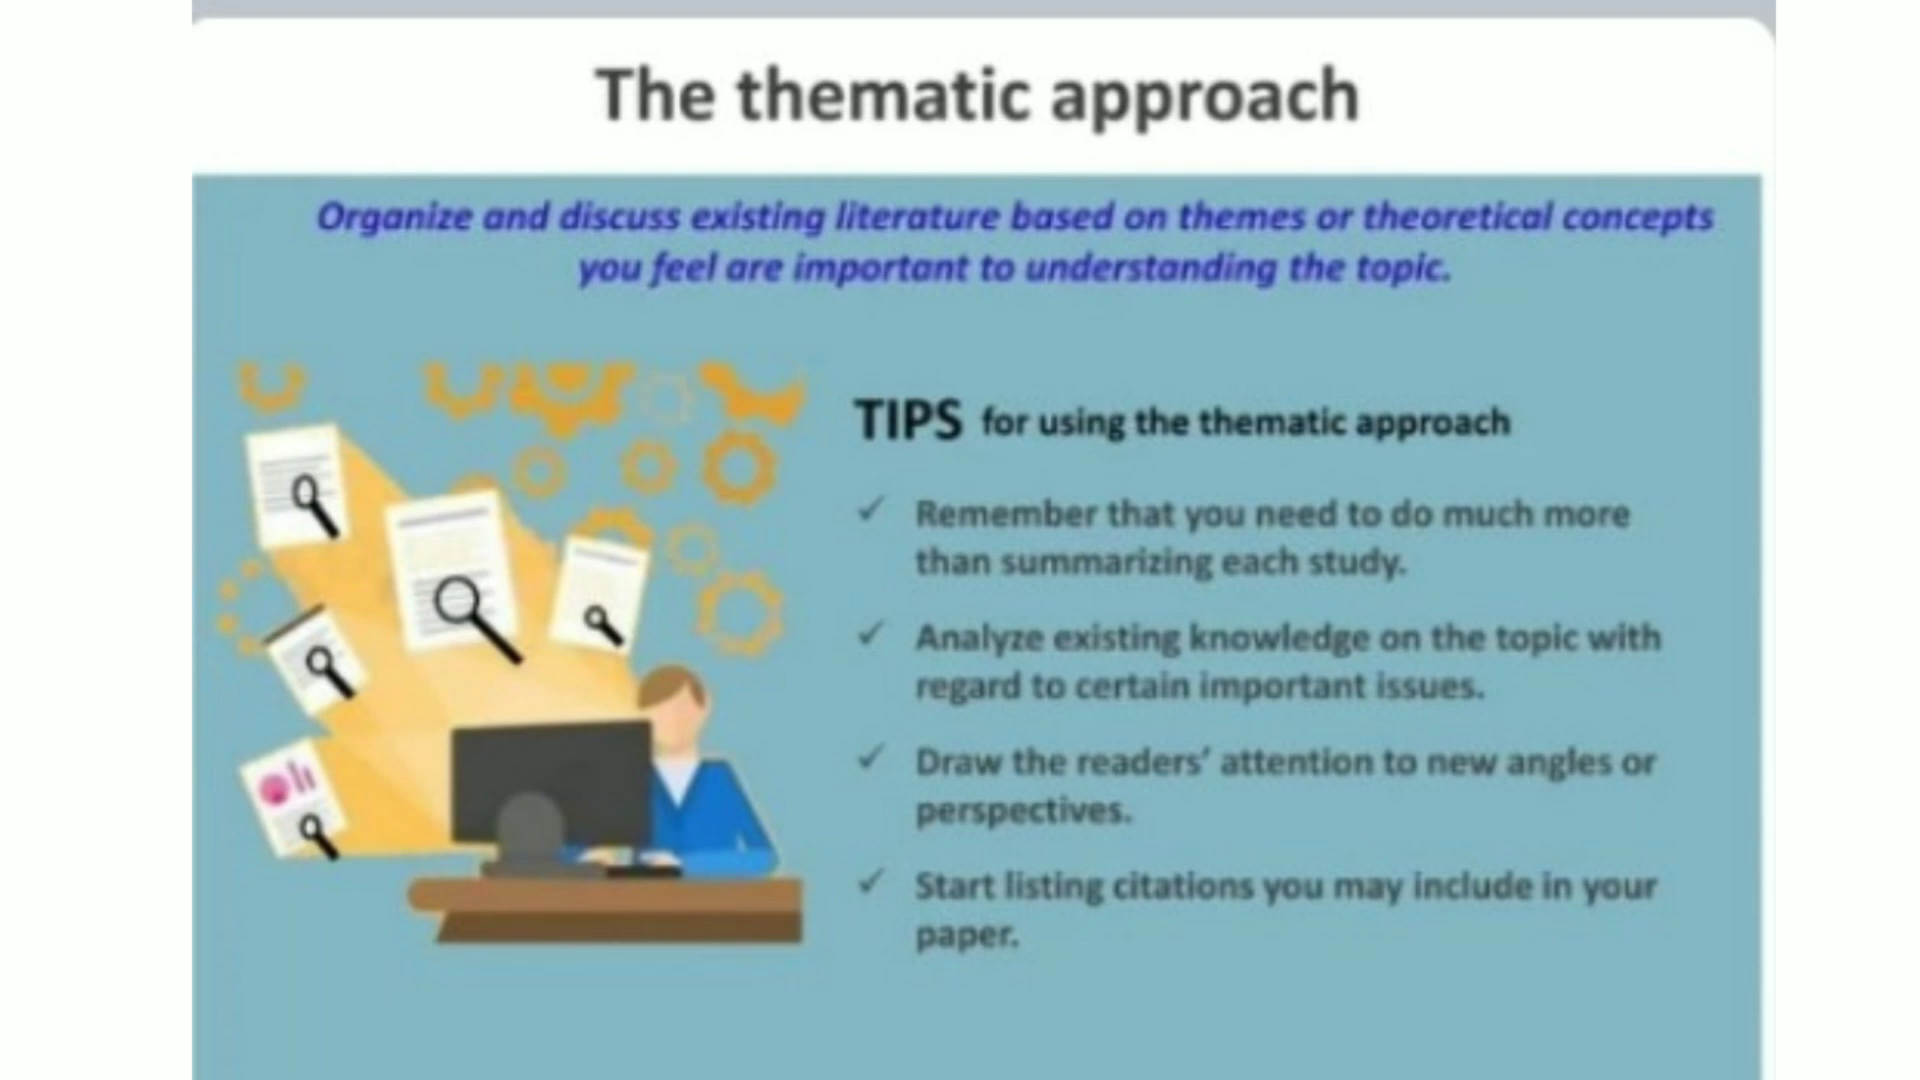 The thematic approach
Organize and discuss existing literature based on themes or theoretical concepts
you feel are important to understanding the topic.
TIPS for using the thematic approach
✓ Remember that you need to do much more
than summarizing each study.
✓ Analyze existing knowledge on the topic with
regard to certain important issues.
✓ Draw the readers’ attention to new angles or
perspectives.
✓ Start listing citations you may include in your
paper.